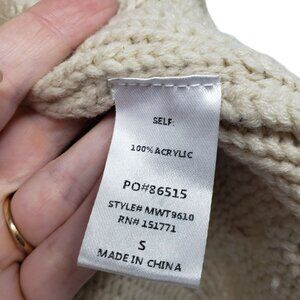 SELF:
100% ACRYLIC
PO#86515
STYLE# MWT9610
RN# 151771
S
MADE IN CHINA